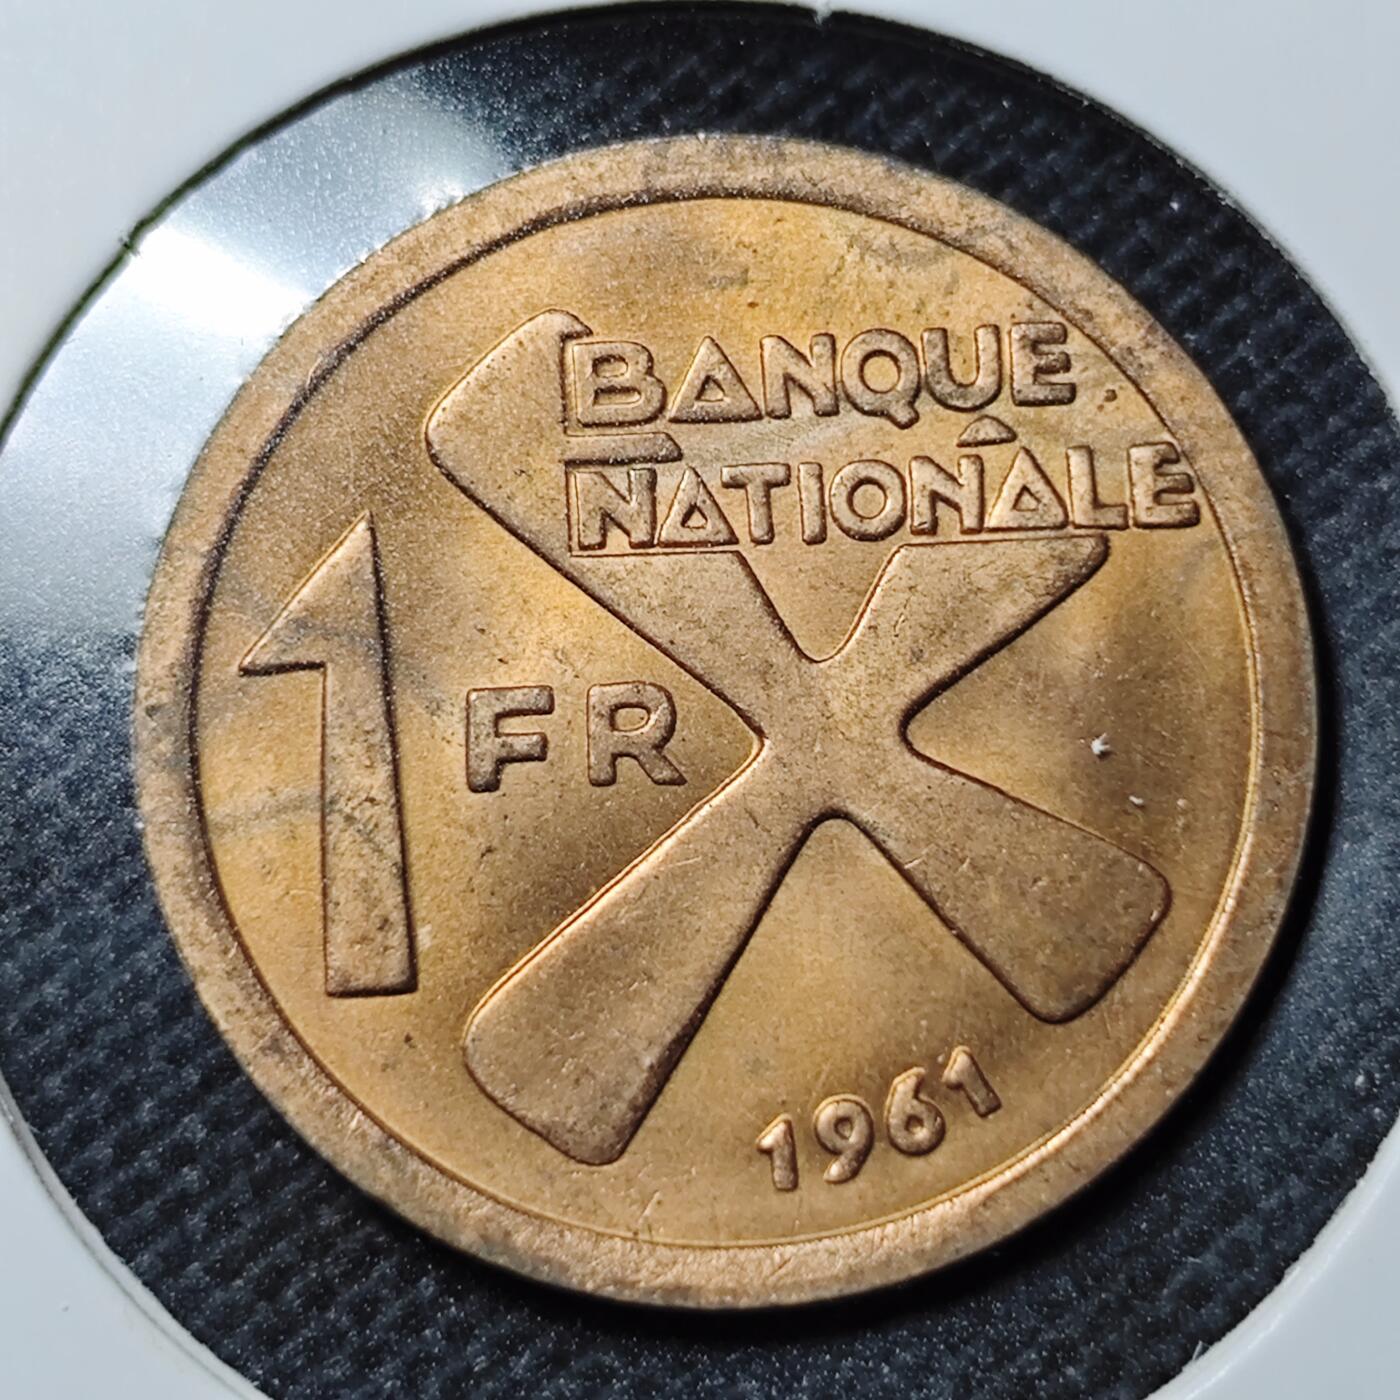 BANQUE
NATIONALE
1 FR
1961